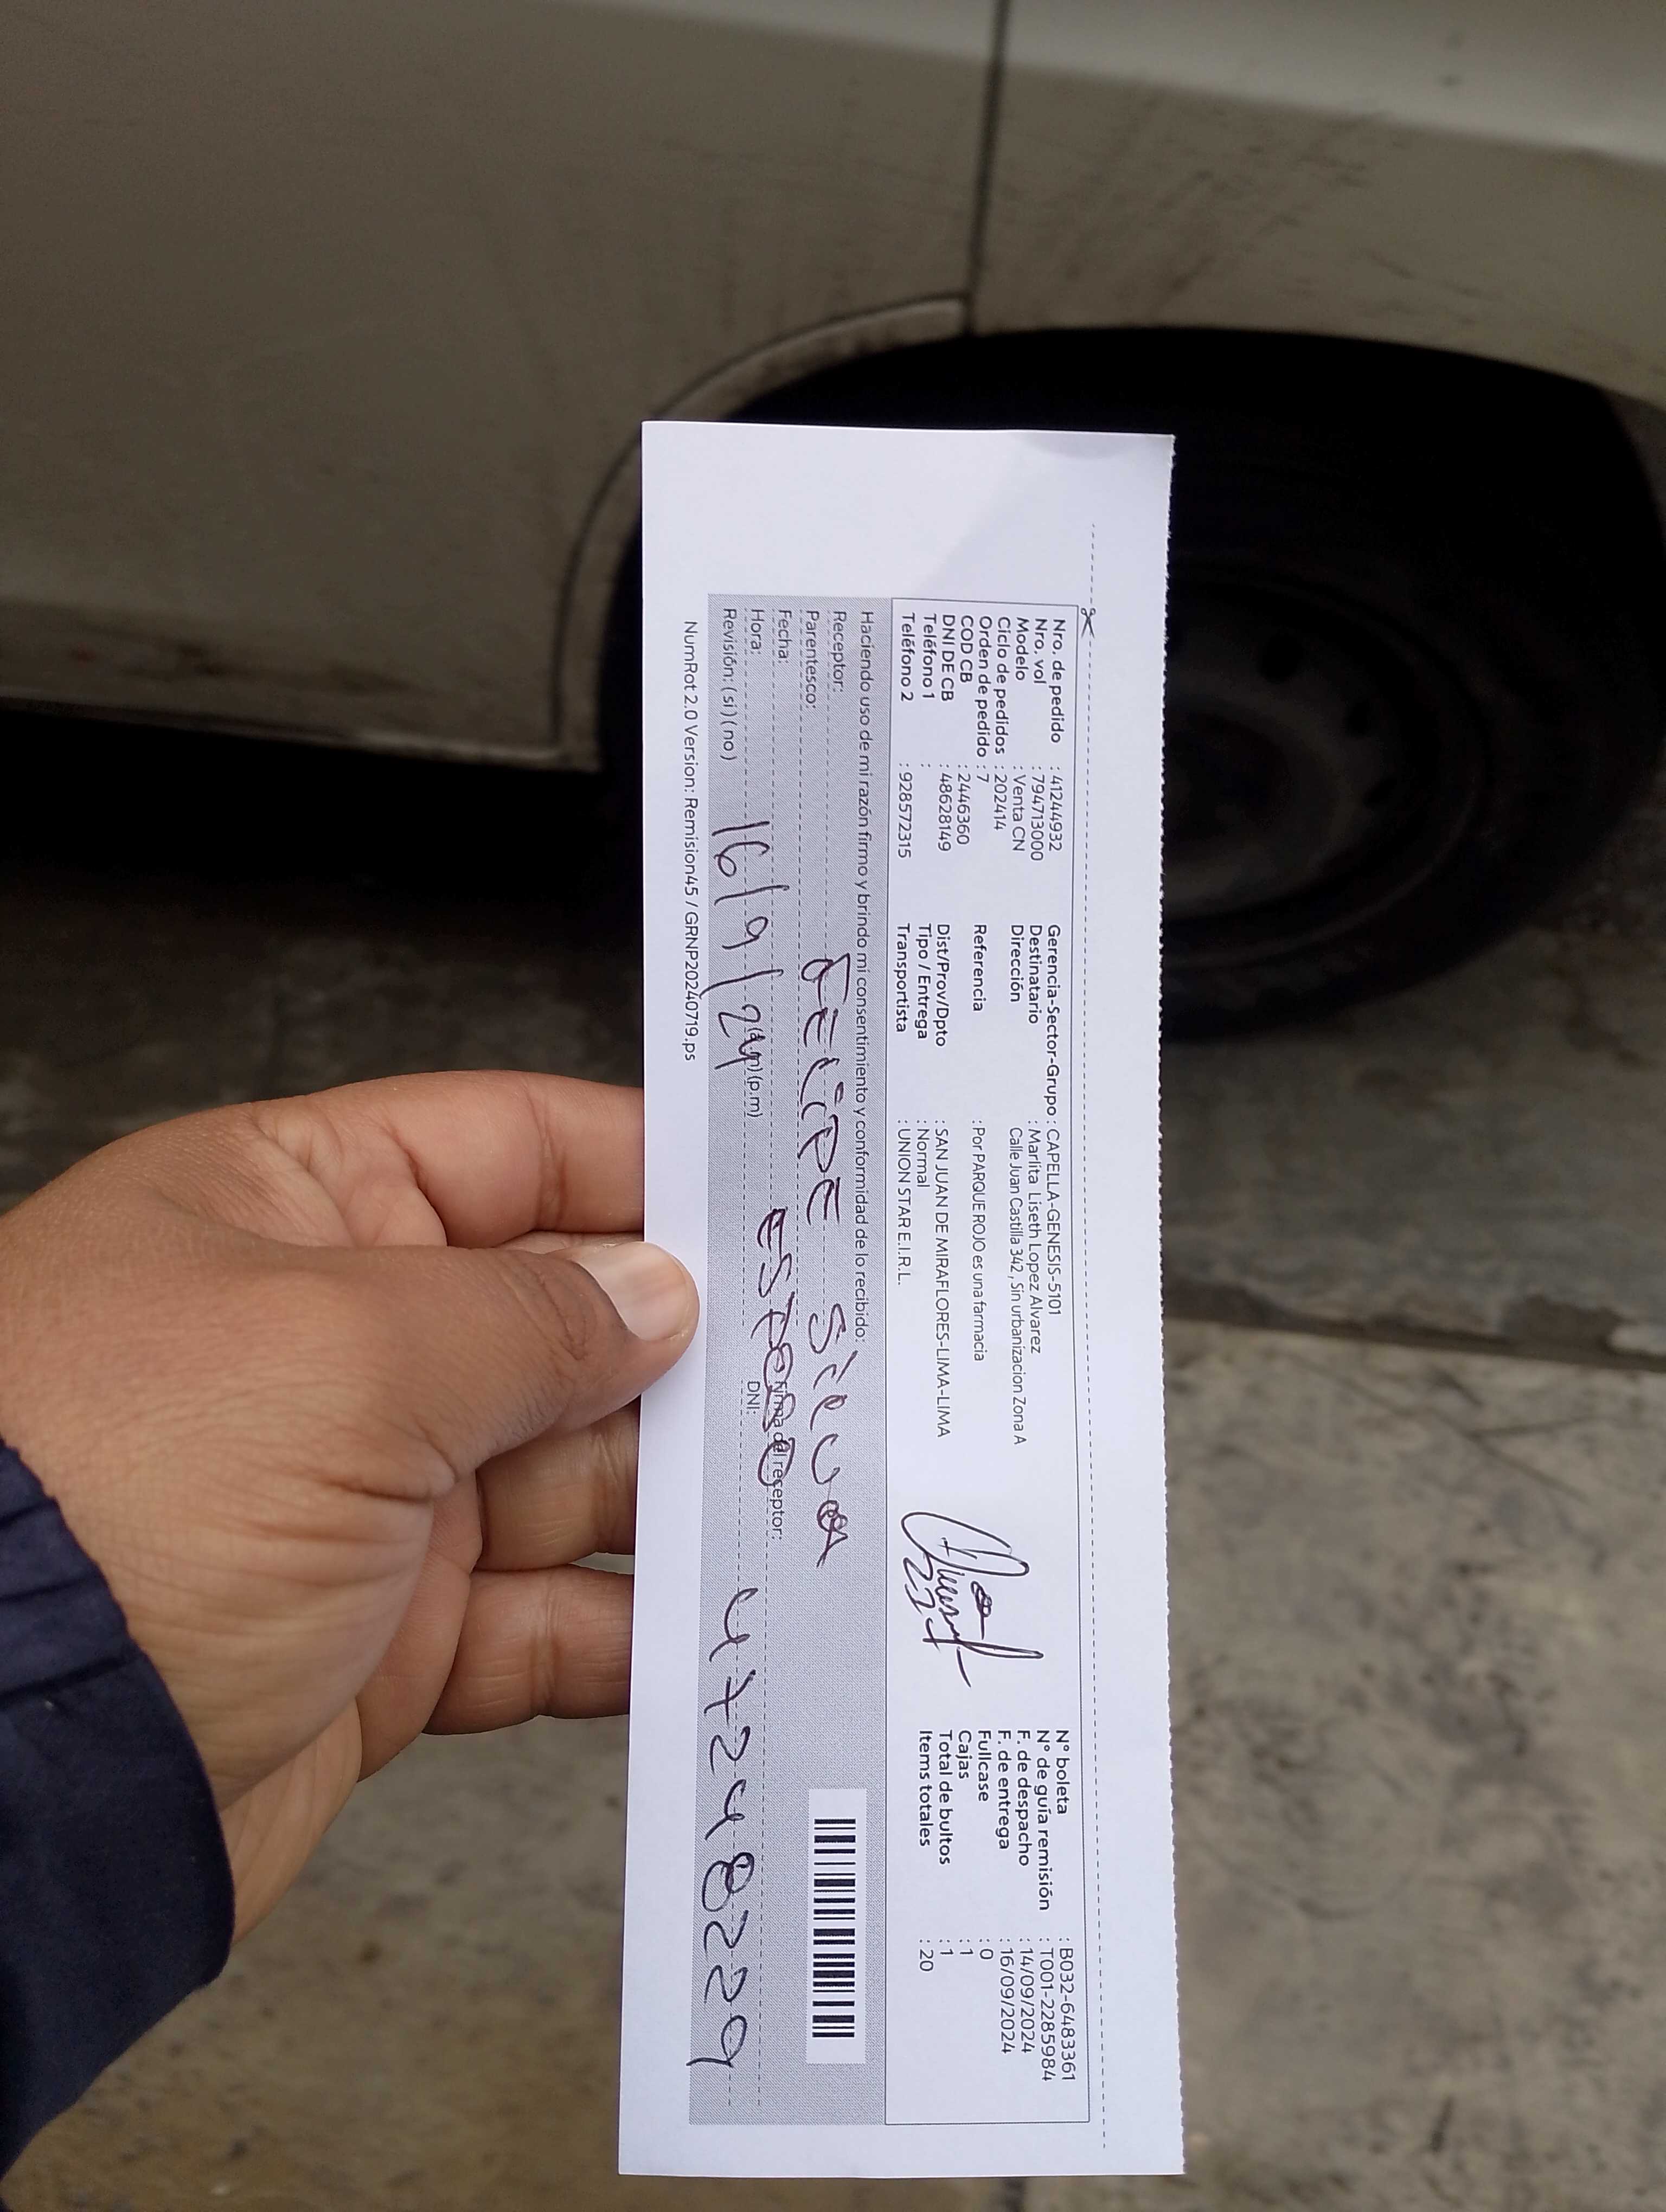 Nro. de pedido : 41244932
Nro. vol : 794713000
Modelo : Venta CN
Ciclo de pedidos : 202414
Orden de pedido : 7
COD CB : 2446360
DNI DE CB : 48628149
Teléfono 1 :
Teléfono 2 : 928572315
Gerencia-Sector-Grupo : CAPELLA-GENESIS-5101
Destinatario : Marlita Liseth Lopez Alvarez
Dirección Calle Juan Castilla 342 , Sin urbanizacion Zona A
Referencia : Por PARQUE ROJO es una farmacia
Dist/Prov/Dpto : SAN JUAN DE MIRAFLORES-LIMA-LIMA
Tipo / Entrega : Normal
Transportista : UNION STAR E.I.R.L.
N° boleta : B032-6483361
N° de guía remisión : T001-2285984
F. de despacho : 14/09/2024
F. de entrega : 16/09/2024
Fullcase : 0
Cajas : 1
Total de bultos : 1
Items totales : 20
Haciendo uso de mi razón firmo y brindo mi consentimiento y conformidad de lo recibido:
Receptor: FELIPE SILVA
Parentesco: ESPOSO
Fecha: Firma del receptor:
Hora: (a.m)(p.m) DNI: 47248229
Revisión: (si) (no) 16/9/24
NumRot 2.0 Version: Remision45 / GRNP20240719.ps